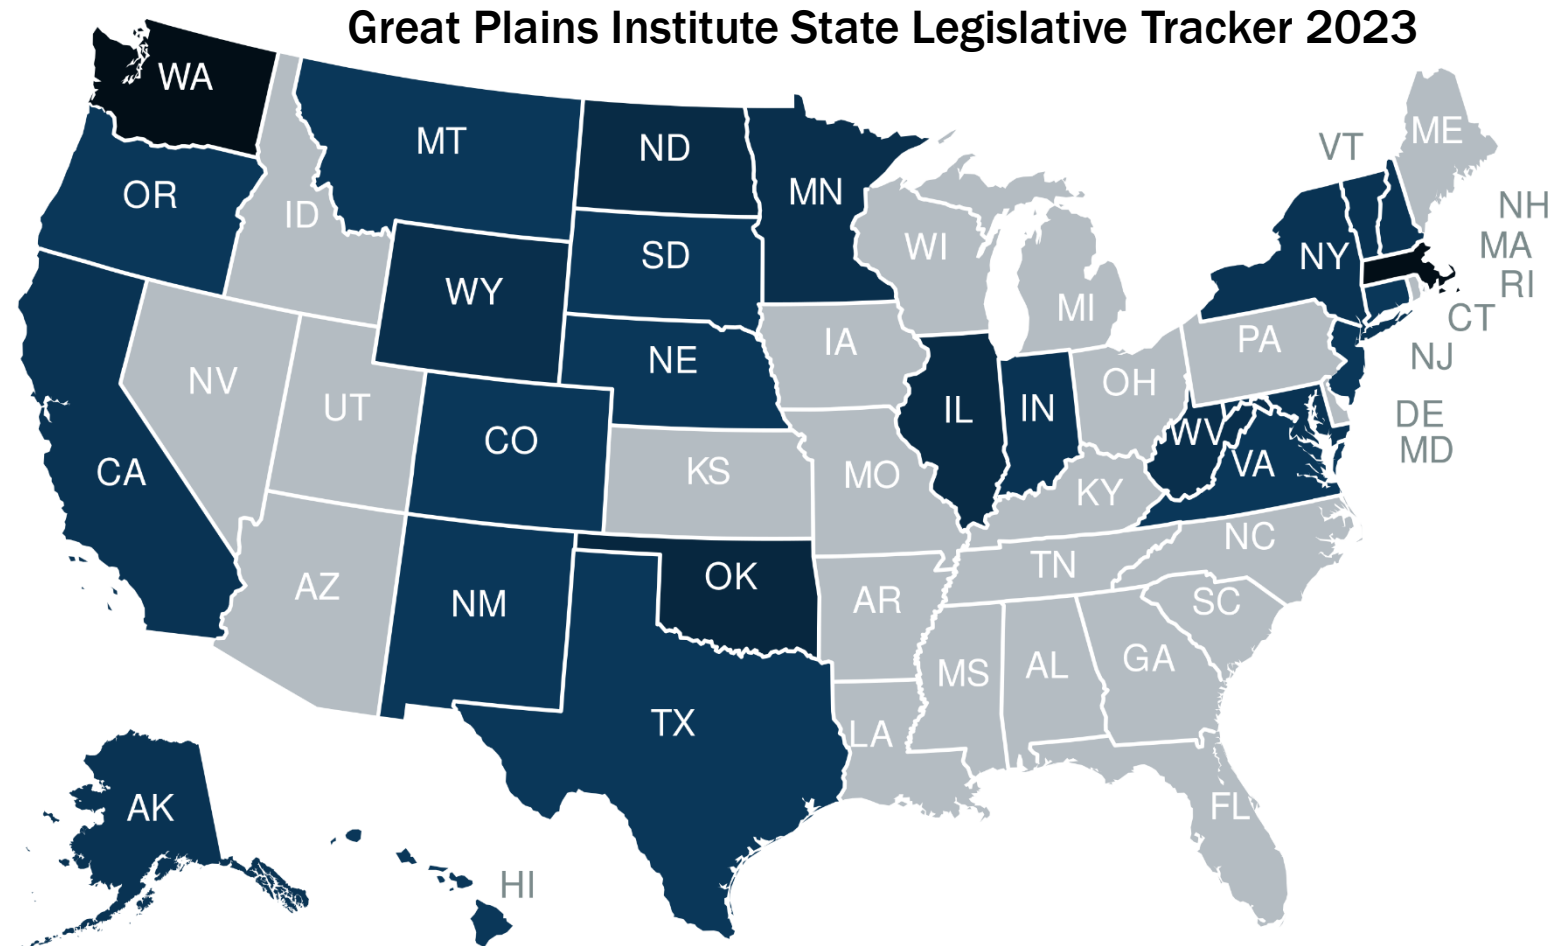 Great Plains Institute State Legislative Tracker 2023
WA
MT
ND
MN
VT
ME
OR
ID
SD
WI
NY
NH
MA
RI
WY
MI
CT
NE
IA
PA
NJ
NV
UT
IL
IN
OH
DE
CO
MD
WV
VA
CA
KS
MO
KY
NC
AZ
NM
OK
TN
AR
SC
MS
AL
GA
TX
LA
FL
AK
HI